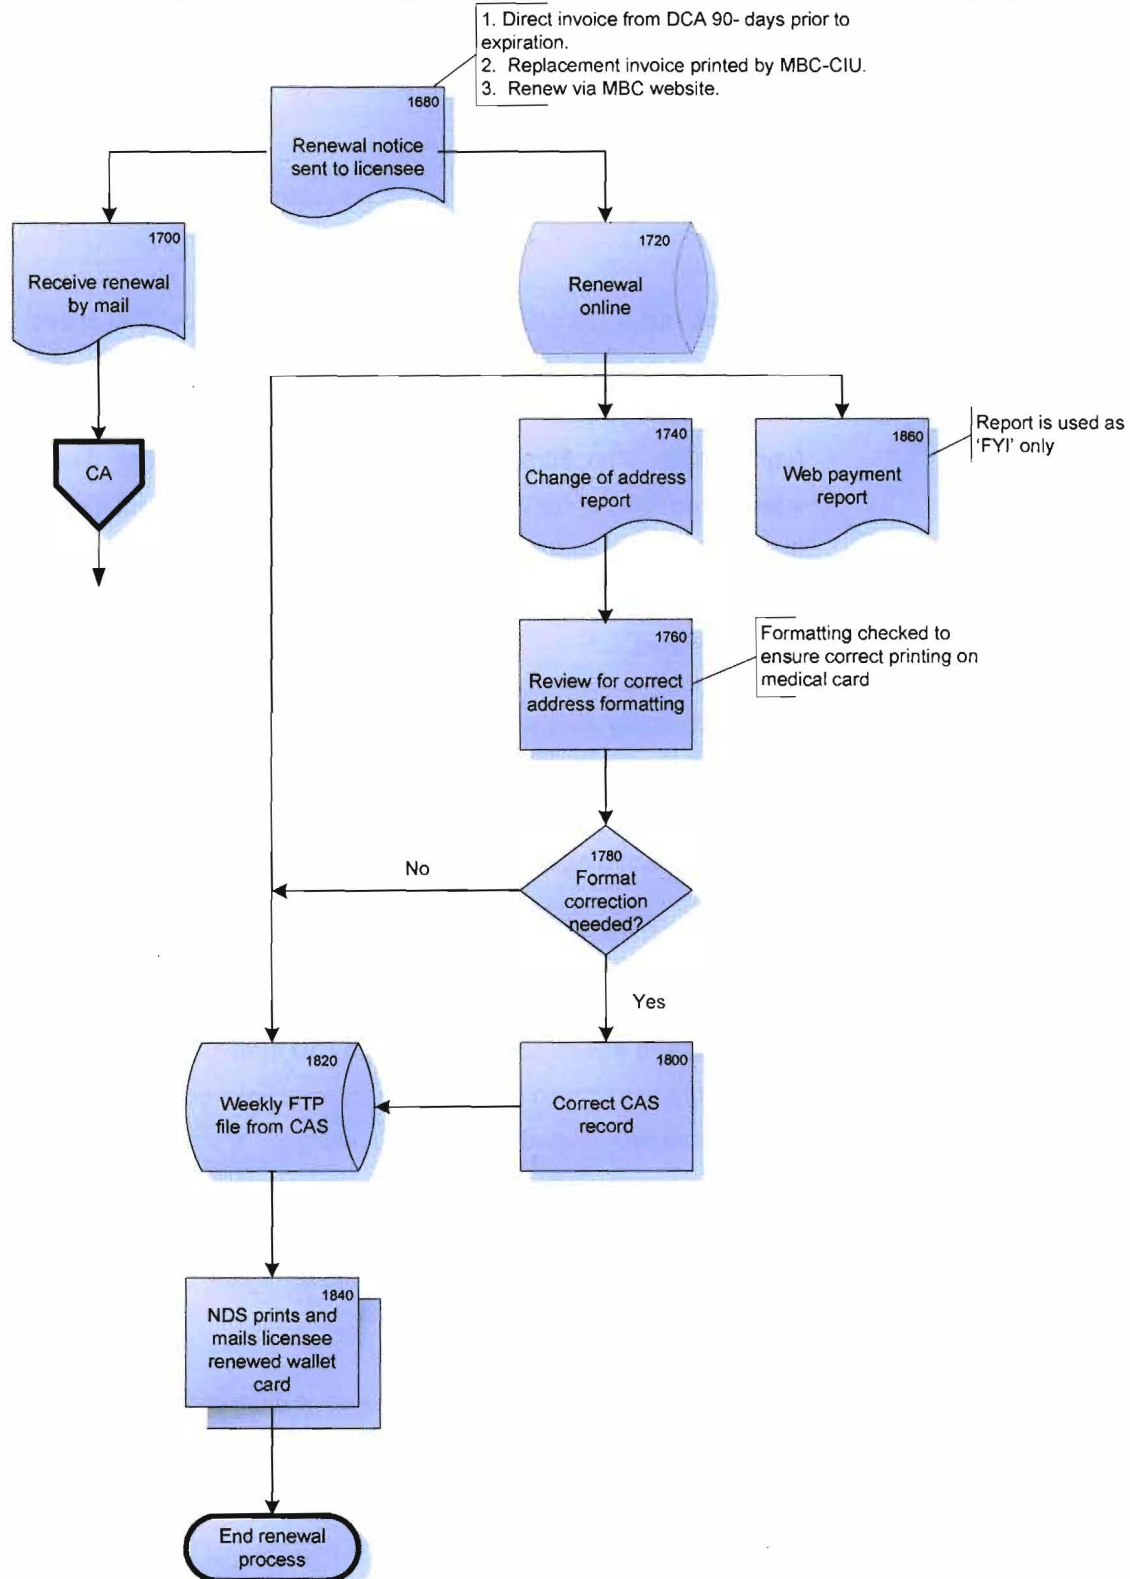 1. Direct invoice from DCA 90- days prior to
expiration.
2. Replacement invoice printed by MBC-CIU.
3. Renew via MBC website.
1680
Renewal notice
sent to licensee
1700
Receive renewal
by mail
1720
Renewal
online
CA
1740
Change of address
report
1860
Web payment
report
Report is used as
‘FYI’ only
1760
Review for correct
address formatting
Formatting checked to
ensure correct printing on
medical card
1780
Format
correction
needed?
No
Yes
1820
Weekly FTP
file from CAS
1800
Correct CAS
record
1840
NDS prints and
mails licensee
renewed wallet
card
End renewal
process